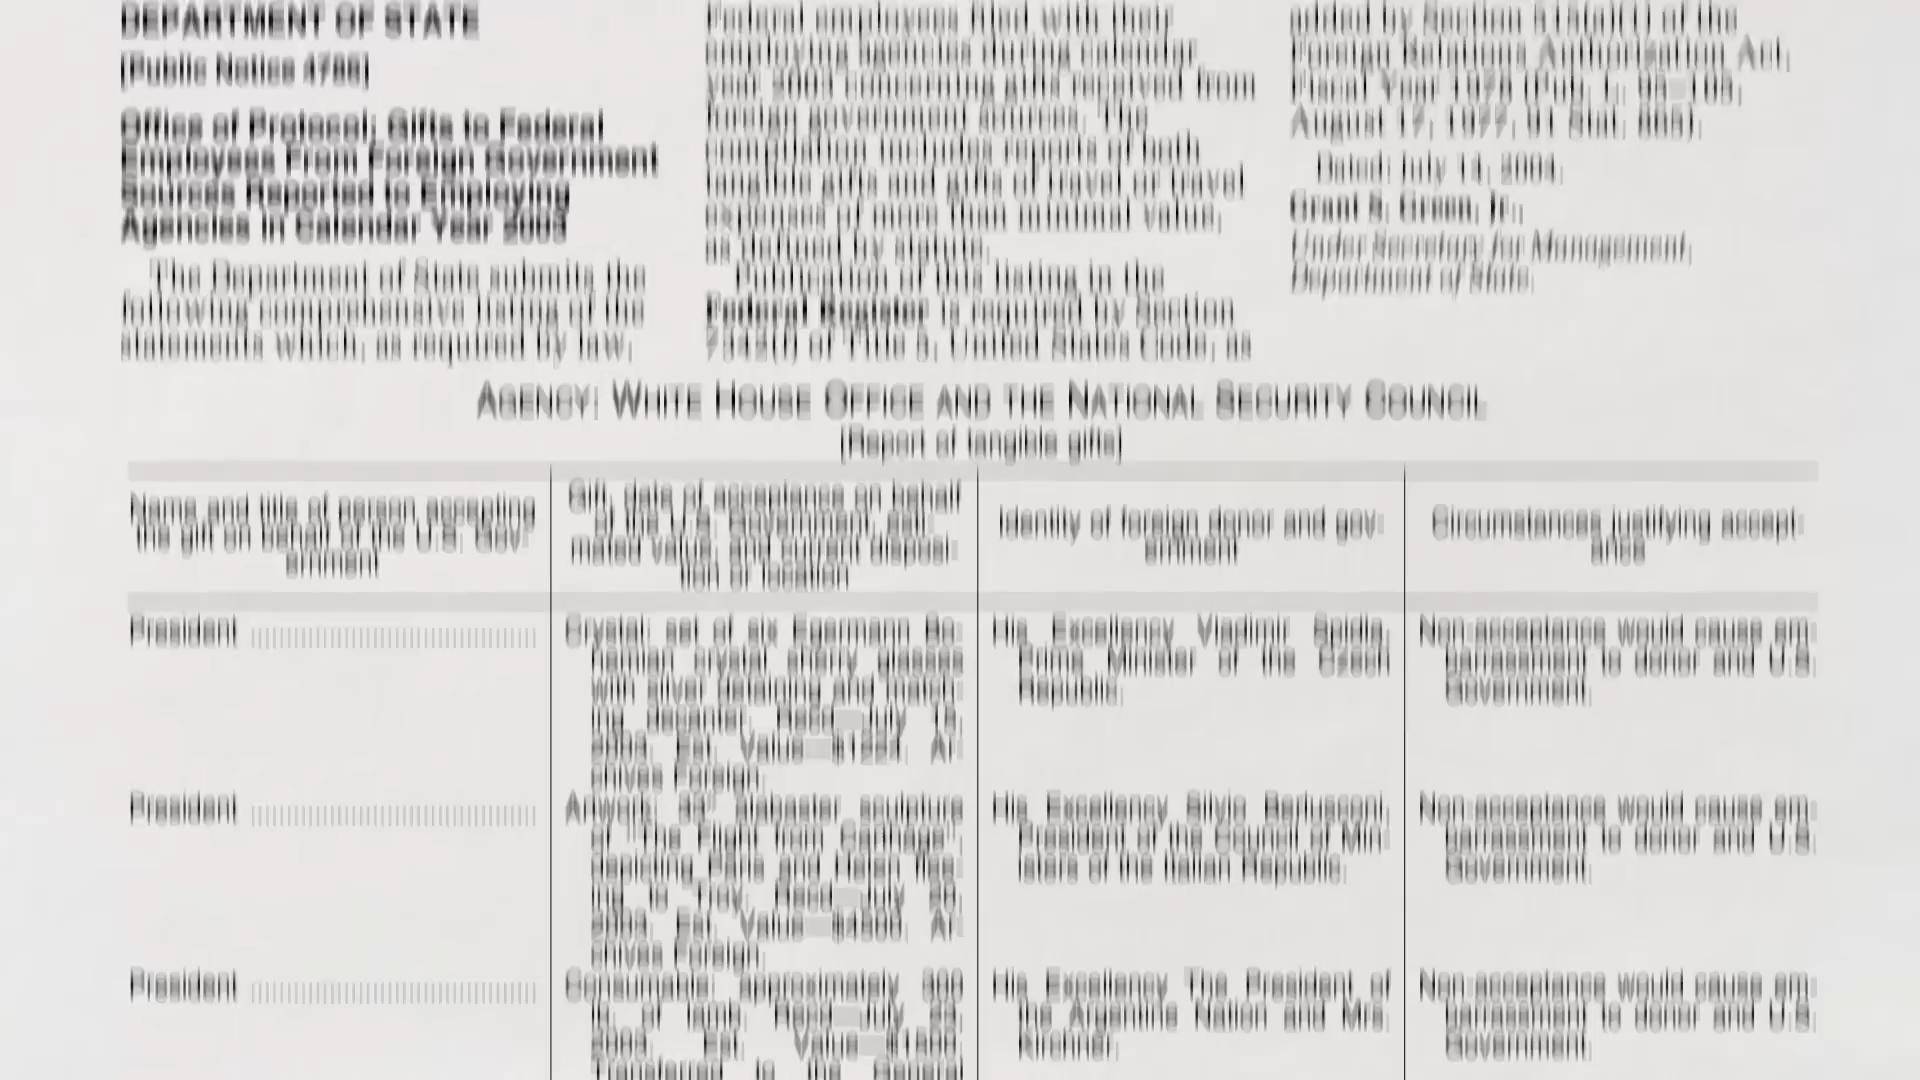 DEPARTMENT OF STATE
[Public Notice 4766]
Office of Protocol; Gifts to Federal
Employees From Foreign Government
Sources Reported to Employing
Agencies in Calendar Year 2003
The Department of State submits the
following comprehensive listing of the
statements which, as required by law,
Federal employees filed with their
employing agencies during calendar
year 2003 concerning gifts received from
foreign government sources. The
compilation includes reports of both
tangible gifts and gifts of travel or travel
expenses of more than minimal value,
as defined by statute.
Publication of this listing in the
Federal Register is required by Section
7342(f) of Title 5, United States Code, as
added by Section of the
Foreign Relations Authorization Act,
Fiscal Year 1978 (Pub. L. 95–105,
August 17, 1977, 91 Stat.
Dated: July 2004.
Grant S. Green, Jr.,
Under Secretary for Management,
Department of State.
AGENCY: WHITE HOUSE OFFICE AND THE NATIONAL SECURITY COUNCIL
[Report of tangible gifts]
Name and title of person accepting
the gift on behalf of the U.S. Gov-
ernment
Gift, date of acceptance on behalf
of the U.S. Government, esti-
mated value, and current disposi-
tion or location
Identity of foreign donor and gov-
ernment
Circumstances justifying accept-
ance
President
Crystal: set of six Egermann Bo-
hemian crystal sherry glasses
with silver detailing and match-
ing decanter. Rec'd—July
Est. Value— Ar-
chives Foreign.
His Excellency Vladimir Spidla,
Prime Minister of the Czech
Republic.
Non-acceptance would cause em-
barrassment to donor and U.S.
Government.
President
Artwork: alabaster sculpture
of "The Flight from Carthage",
depicting and Helen flee-
ing to Troy. Rec'd—July
2003. Est. Value— Ar-
chives Foreign.
His Excellency Silvio Berlusconi,
President of the Council of Min-
isters of the Italian Republic.
Non-acceptance would cause em-
barrassment to donor and U.S.
Government.
President
Consumable: approximately 300
lbs. of lamb. Rec'd—July
2003. Est. Value—
Transferred to the General
His Excellency The President of
the Argentine Nation and Mrs.
Kirchner.
Non-acceptance would cause em-
barrassment to donor and U.S.
Government.